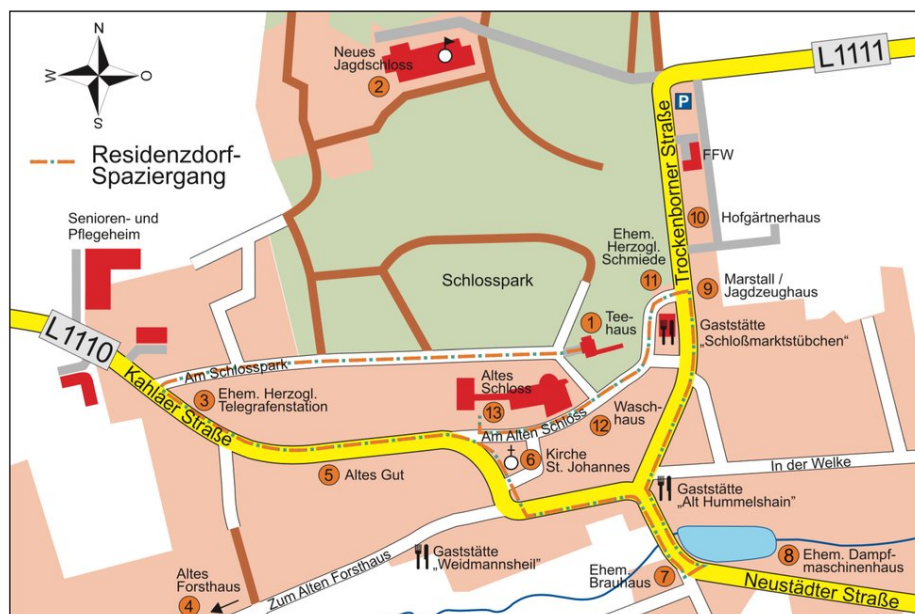 N
W
O
S
Residenzdorf-
Spaziergang
Neues
Jagdschloss
2
L1111
P
FFW
10
Hofgärtnerhaus
Trockenborner Straße
Senioren- und
Pflegeheim
Ehem.
Herzogl.
Schmiede
11
Schlosspark
9
Marstall /
Jagdzeughaus
1
Tee-
haus
Gaststätte
„Schloßmarktstübchen“
L1110
Kahlaer Straße
Am Schlosspark
3
Ehem. Herzogl.
Telegrafenstation
Altes
Schloss
13
Am Alten Schloss
12
Wasch-
haus
6
Kirche
St. Johannes
5
Altes Gut
In der Welke
Gaststätte
„Alt Hummelshain“
Gaststätte
„Weidmannsheil“
Zum Alten Forsthaus
Altes
Forsthaus
4
Ehem.
Brauhaus
7
8
Ehem. Dampf-
maschinenhaus
Neustädter Straße